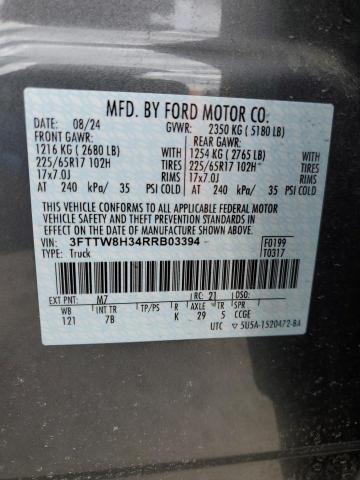 MFD. BY FORD MOTOR CO.
DATE: 08/24 GVWR: 2350 KG ( 5180 LB)
FRONT GAWR: REAR GAWR:
1216 KG ( 2680 LB) 1254 KG ( 2765 LB)
225/65R17 102H TIRES 225/65R17 102H TIRES
17x7.0J RIMS 17x7.0J RIMS
AT 240 kPa/ 35 PSI COLD AT 240 kPa/ 35 PSI COLD
THIS VEHICLE CONFORMS TO ALL APPLICABLE FEDERAL MOTOR
VEHICLE SAFETY, BUMPER, AND THEFT PREVENTION STANDARDS IN
EFFECT ON THE DATE OF MANUFACTURE SHOWN ABOVE.
VIN: 3FTTW8H34RRB03394 F0199
TYPE: Truck T0317
EXT PNT: M7 RC: 21 DSO:
WB TP/PS R AXLE TR SPR
121 7B K 29 5 CCGE
UTC 5U5A-1520472-BA